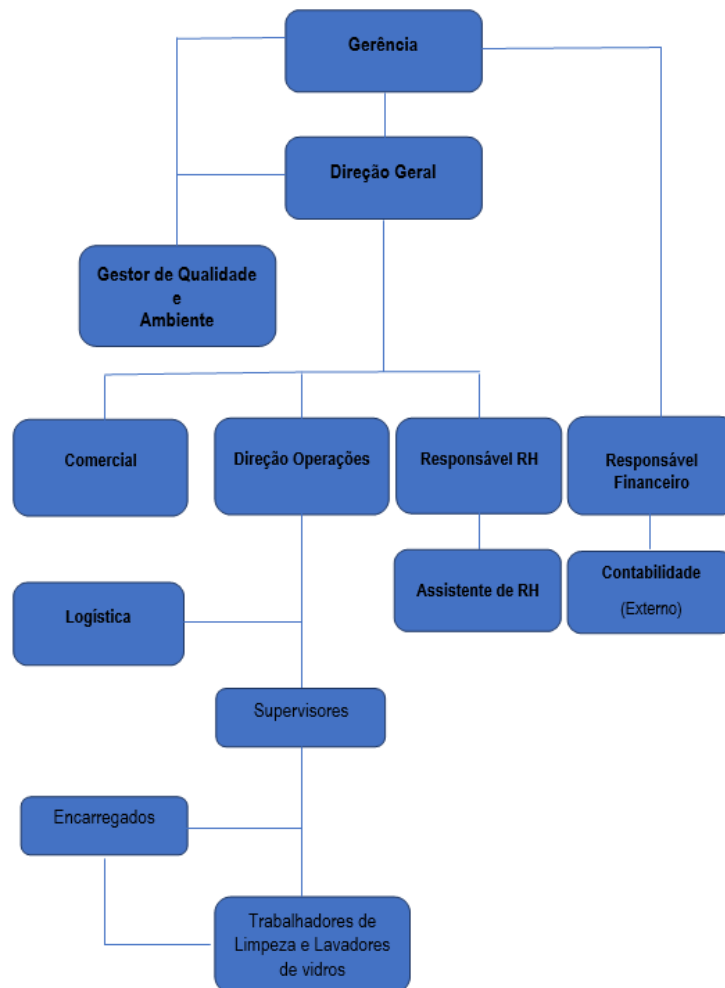 Gerência
Direção Geral
Gestor de Qualidade
e
Ambiente
Comercial
Direção Operações
Responsável RH
Responsável
Financeiro
Assistente de RH
Contabilidade
(Externo)
Logística
Supervisores
Encarregados
Trabalhadores de
Limpeza e Lavadores
de vidros